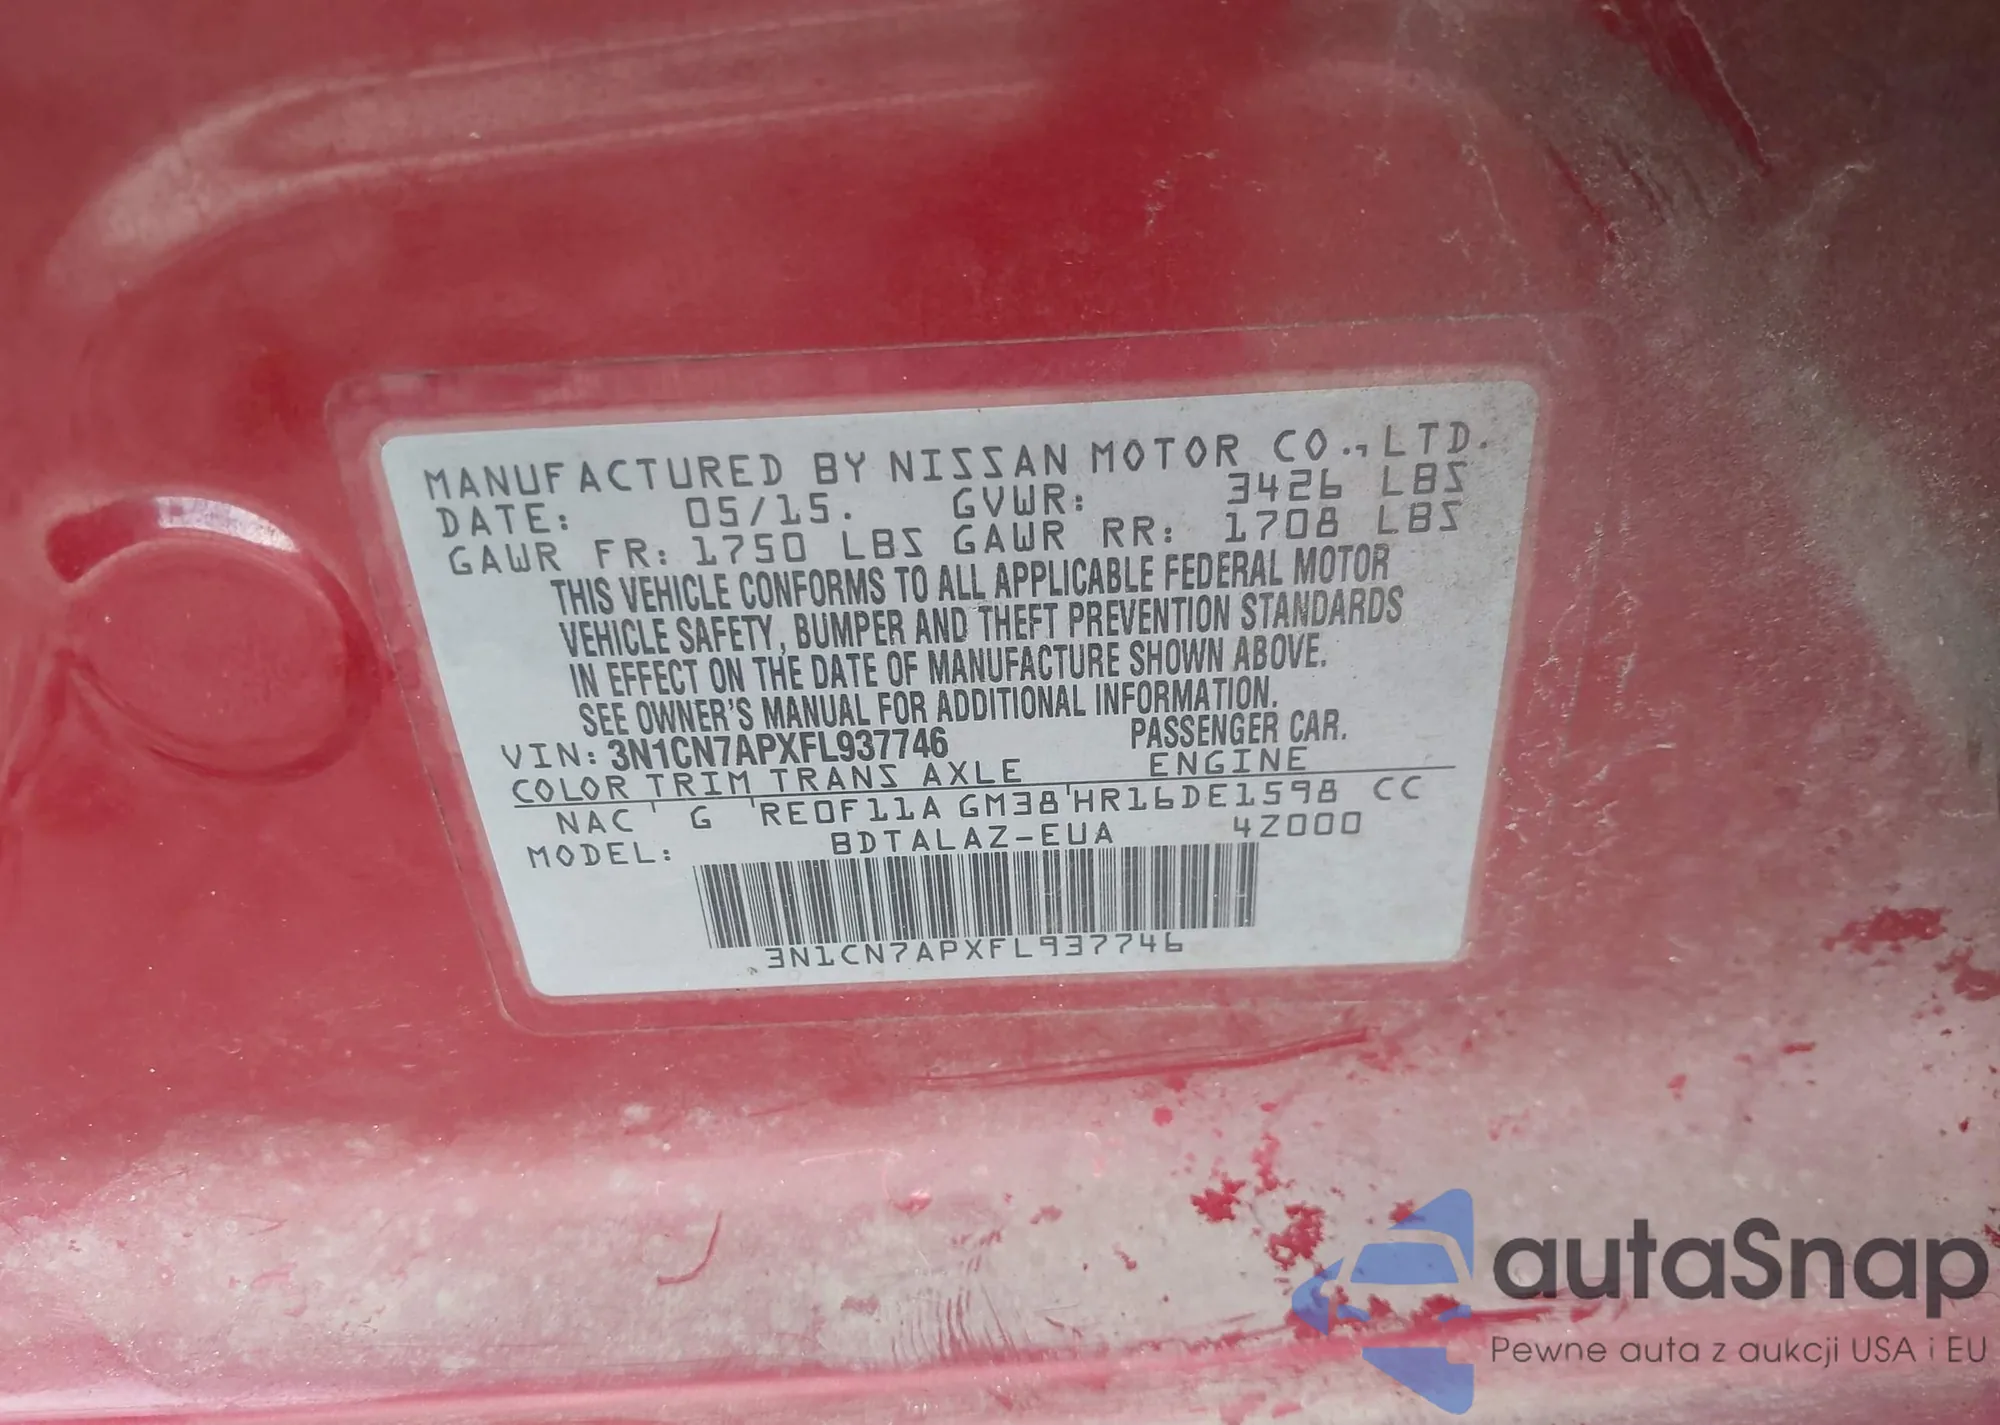 MANUFACTURED BY NISSAN MOTOR CO.,LTD.
DATE: 05/15. GVWR: 3426 LBS
GAWR FR: 1750 LBS GAWR RR: 1708 LBS
THIS VEHICLE CONFORMS TO ALL APPLICABLE FEDERAL MOTOR
VEHICLE SAFETY, BUMPER AND THEFT PREVENTION STANDARDS
IN EFFECT ON THE DATE OF MANUFACTURE SHOWN ABOVE.
SEE OWNER'S MANUAL FOR ADDITIONAL INFORMATION.
VIN: 3N1CN7APXFL937746 PASSENGER CAR.
COLOR TRIM TRANS AXLE ENGINE
NAC ' G 'RE0F11A GM38'HR16DE1598 CC
MODEL: BDTALAZ-EUA 4Z000
3N1CN7APXFL937746
autaSnap
Pewne auta z aukcji USA i EU